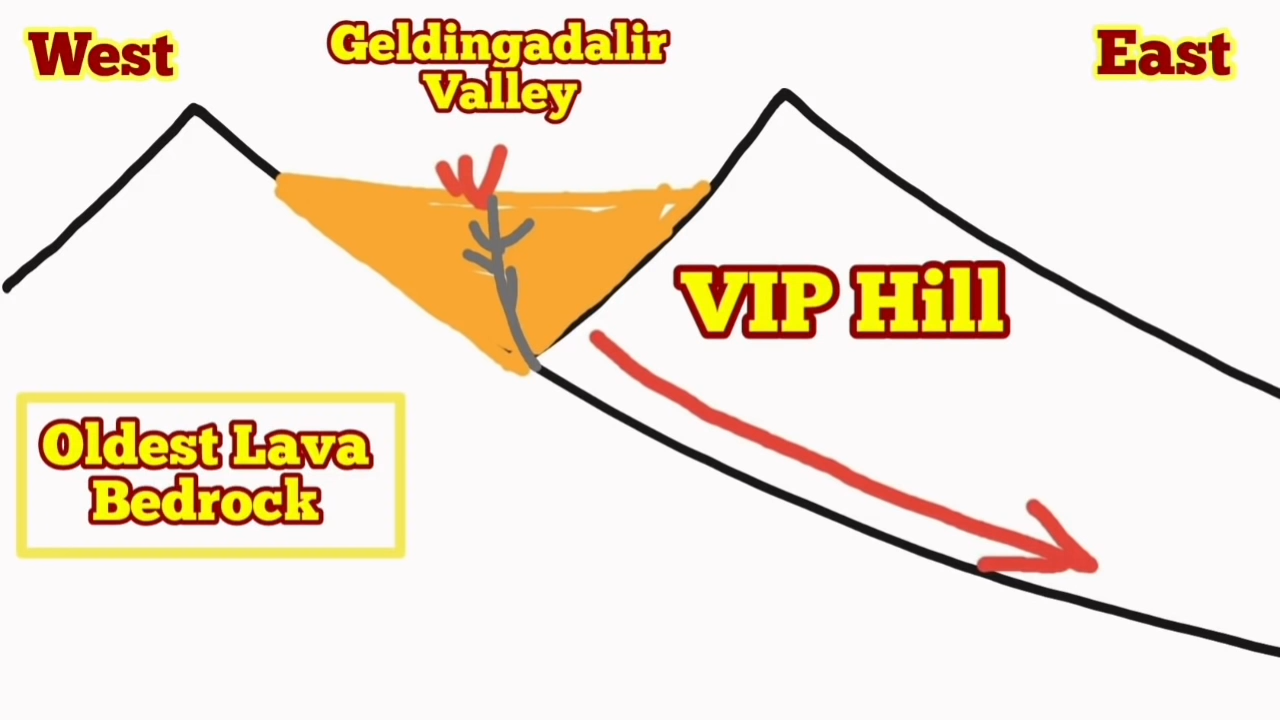 West
Geldingadalir
Valley
East
VIP Hill
Oldest Lava
Bedrock